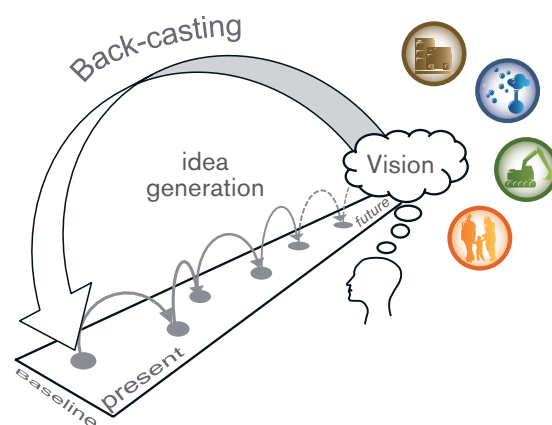 Back-casting
idea
generation
Vision
future
present
Baseline